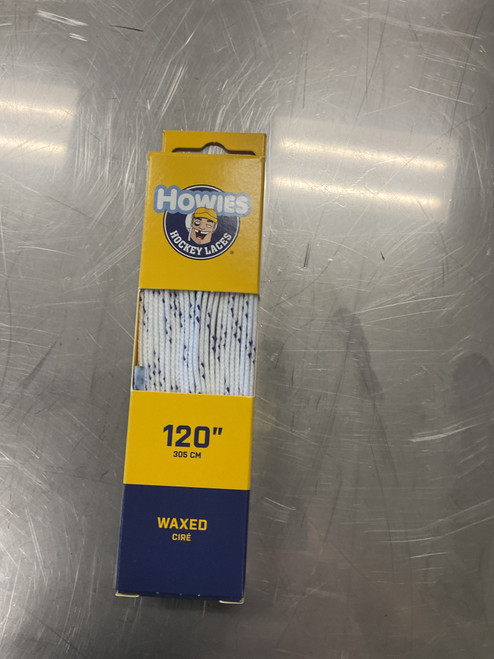 HOWIES
HOCKEY LACES
120"
305 CM
WAXED
CIRÉ